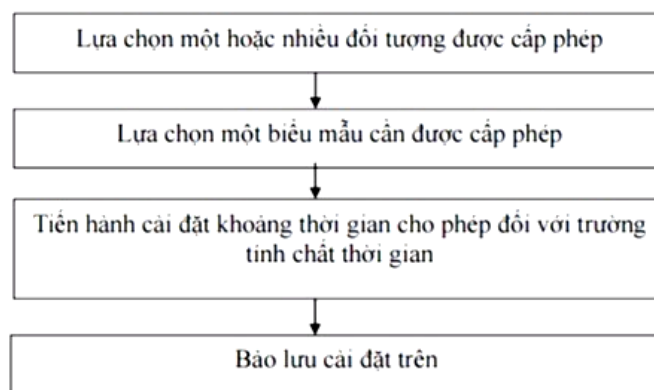 Lựa chọn một hoặc nhiều đối tượng được cấp phép
Lựa chọn một biểu mẫu cần được cấp phép
Tiến hành cài đặt khoảng thời gian cho phép đối với trường
tính chất thời gian
Bảo lưu cài đặt trên